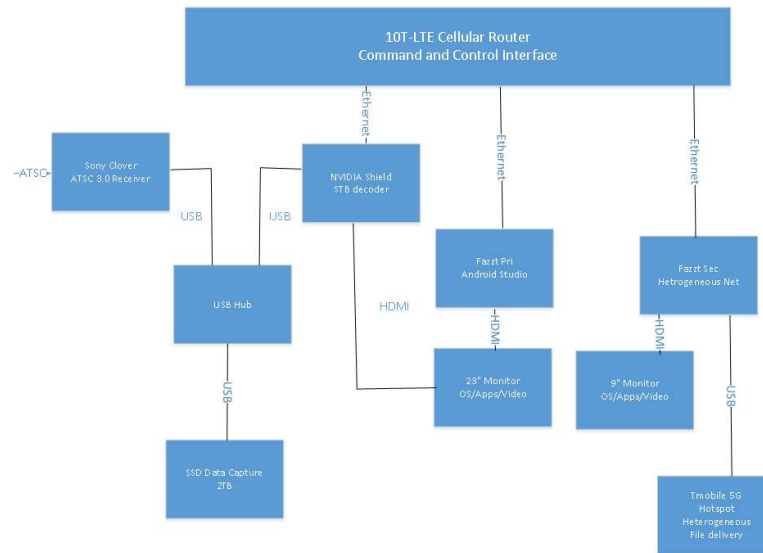 10T-LTE Cellular Router
Command and Control Interface
Ethernet
Ethernet
Ethernet
-ATSC-
Sony Clover
ATSC 3.0 Receiver
NVIDIA Shield
STB decoder
USB
USB
Fazzt Pri
Android Studio
Fazzt Sec
Hetrogeneous Net
USB Hub
HDMI
HDMI
HDMI
USB
USB
23" Monitor
OS/Apps/Video
9" Monitor
OS/Apps/Video
SSD Data Capture
2TB
Tmobile 5G
Hotspot
Heterogeneous
File delivery